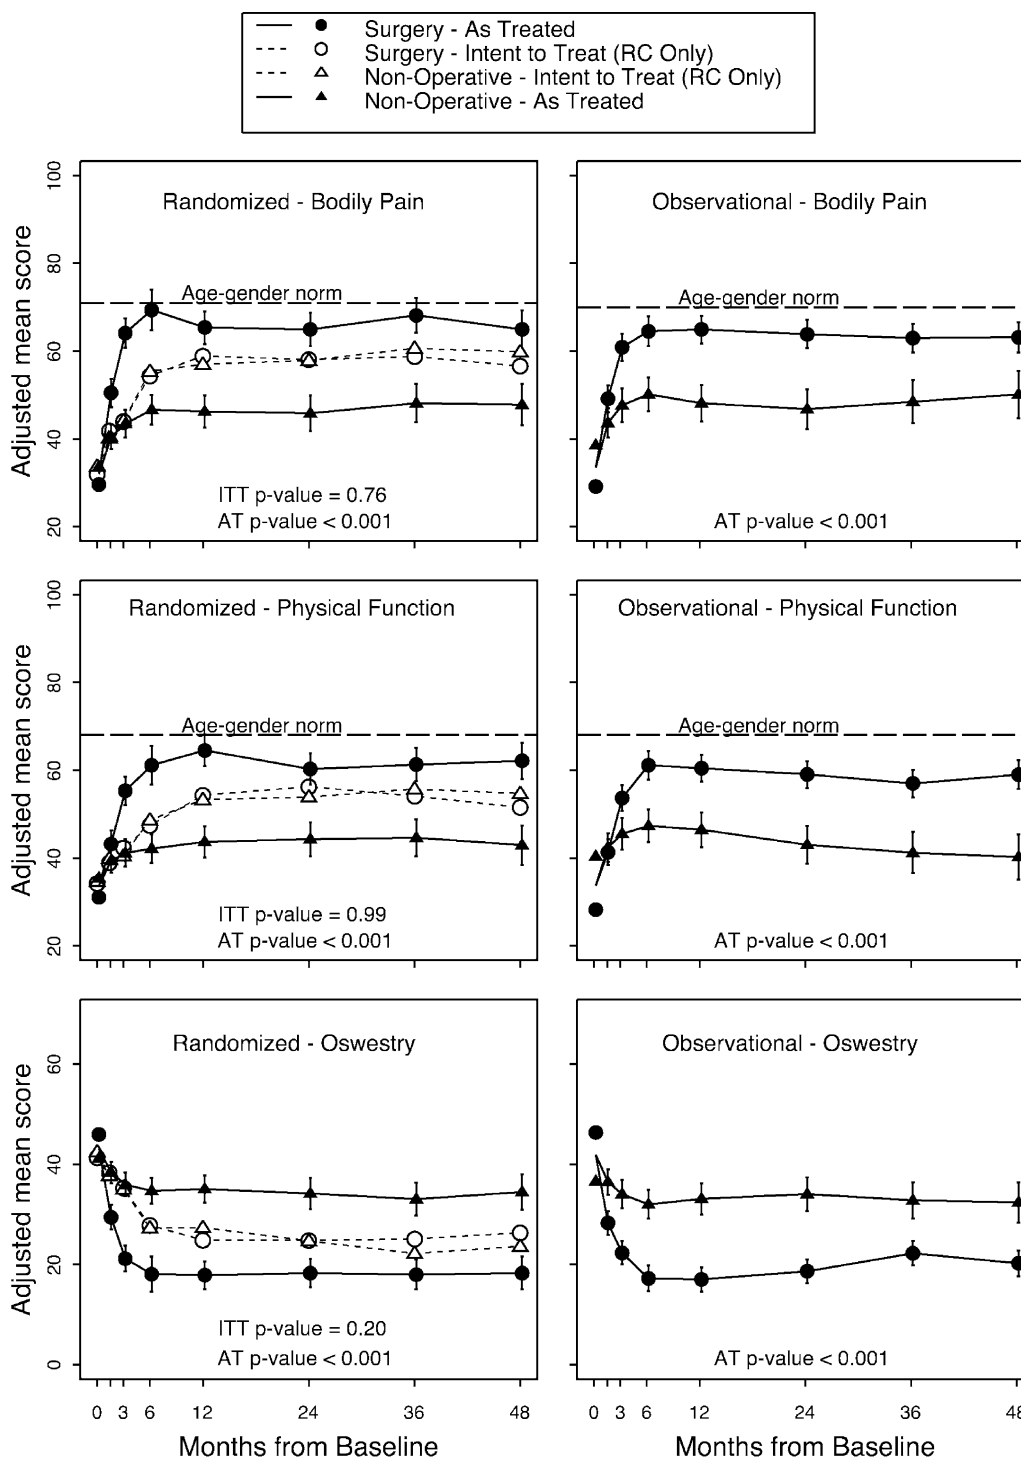 Surgery - As Treated
Surgery - Intent to Treat (RC Only)
Non-Operative - Intent to Treat (RC Only)
Non-Operative - As Treated
Adjusted mean score
100
80
60
40
20
Randomized - Bodily Pain
Age-gender norm
ITT p-value = 0.76
AT p-value < 0.001
Observational - Bodily Pain
Age-gender norm
AT p-value < 0.001
Adjusted mean score
100
80
60
40
20
Randomized - Physical Function
Age-gender norm
ITT p-value = 0.99
AT p-value < 0.001
Observational - Physical Function
Age-gender norm
AT p-value < 0.001
Adjusted mean score
60
40
20
0
Randomized - Oswestry
ITT p-value = 0.20
AT p-value < 0.001
Observational - Oswestry
AT p-value < 0.001
0 3 6 12 24 36 48
0 3 6 12 24 36 48
Months from Baseline
Months from Baseline